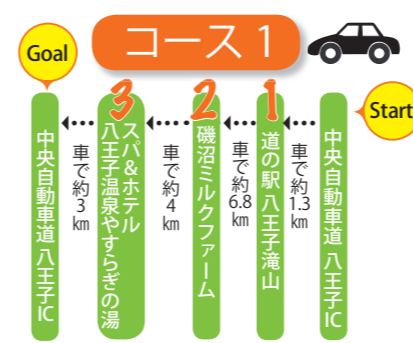 コース1
Start
中央自動車道 八王子IC
車で約1.3km
1
道の駅 八王子滝山
車で約6.8km
2
磯沼ミルクファーム
車で約4km
3
スパ&ホテル
八王子温泉やすらぎの湯
車で約3km
Goal
中央自動車道 八王子IC